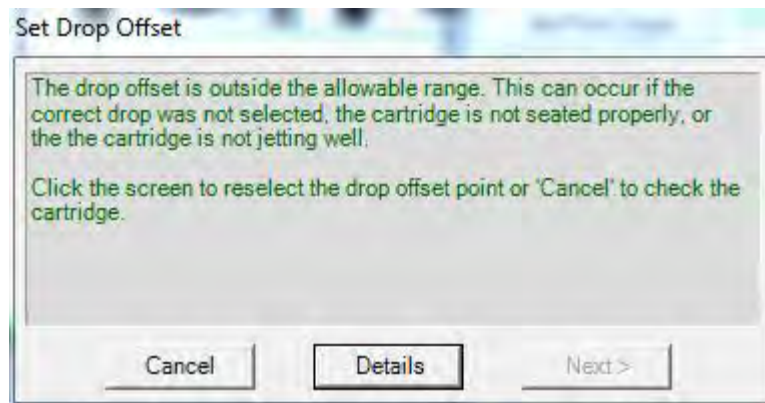 Set Drop Offset
The drop offset is outside the allowable range. This can occur if the
correct drop was not selected, the cartridge is not seated properly, or
the the cartridge is not jetting well.
Click the screen to reselect the drop offset point or 'Cancel' to check the
cartridge.
Cancel Details Next >